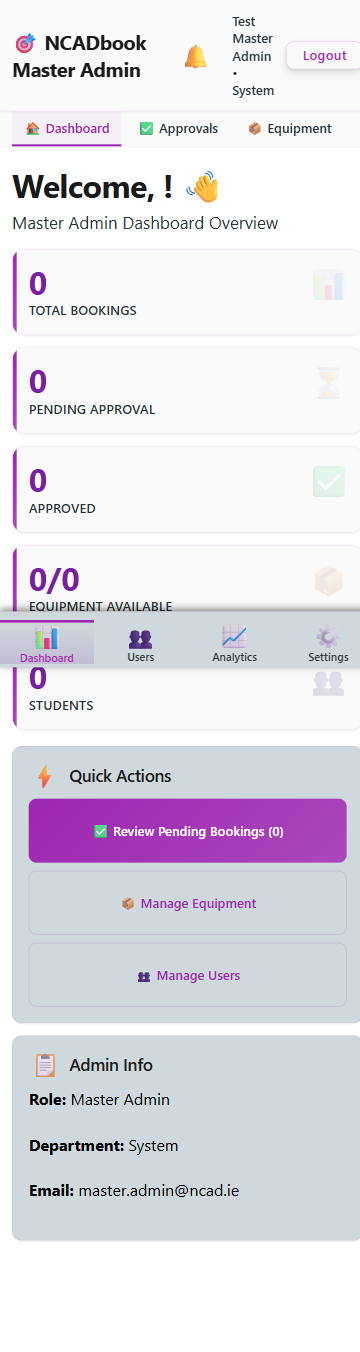 🎯 NCADbook
Master Admin
🔔
Test
Master
Admin
•
System
Logout
🏠 Dashboard
✅ Approvals
📦 Equipment
Welcome, ! 👋
Master Admin Dashboard Overview
0
TOTAL BOOKINGS
0
PENDING APPROVAL
0
APPROVED
0/0
EQUIPMENT AVAILABLE
Dashboard
Users
Analytics
Settings
0
STUDENTS
⚡ Quick Actions
✅ Review Pending Bookings (0)
📦 Manage Equipment
👥 Manage Users
📋 Admin Info
Role: Master Admin
Department: System
Email: master.admin@ncad.ie